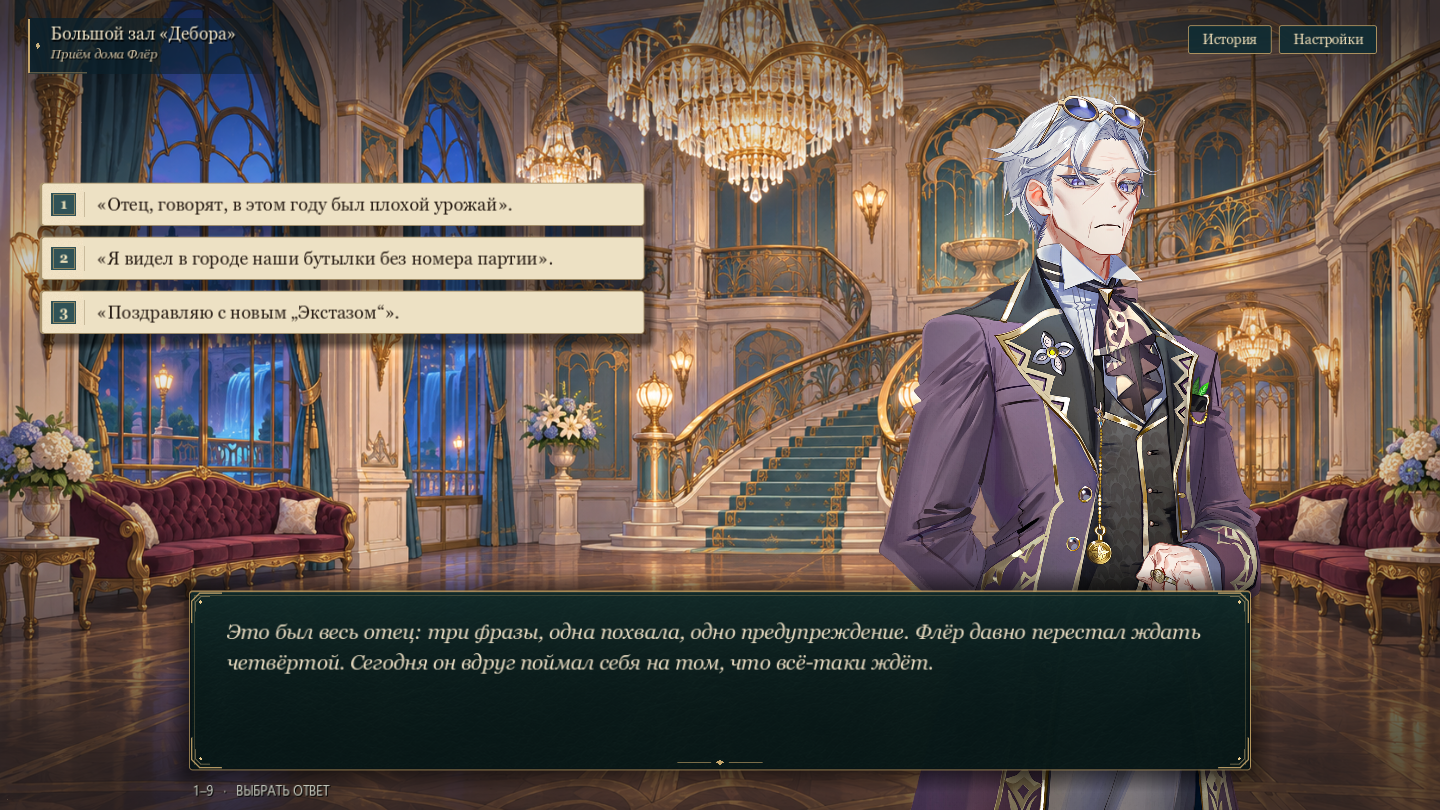 Большой зал «Дебора»
Приём дома Флёр
История
Настройки
1 «Отец, говорят, в этом году был плохой урожай».
2 «Я видел в городе наши бутылки без номера партии».
3 «Поздравляю с новым „Экстазом“».
Это был весь отец: три фразы, одна похвала, одно предупреждение. Флёр давно перестал ждать
четвёртой. Сегодня он вдруг поймал себя на том, что всё-таки ждёт.
1–9 · ВЫБРАТЬ ОТВЕТ